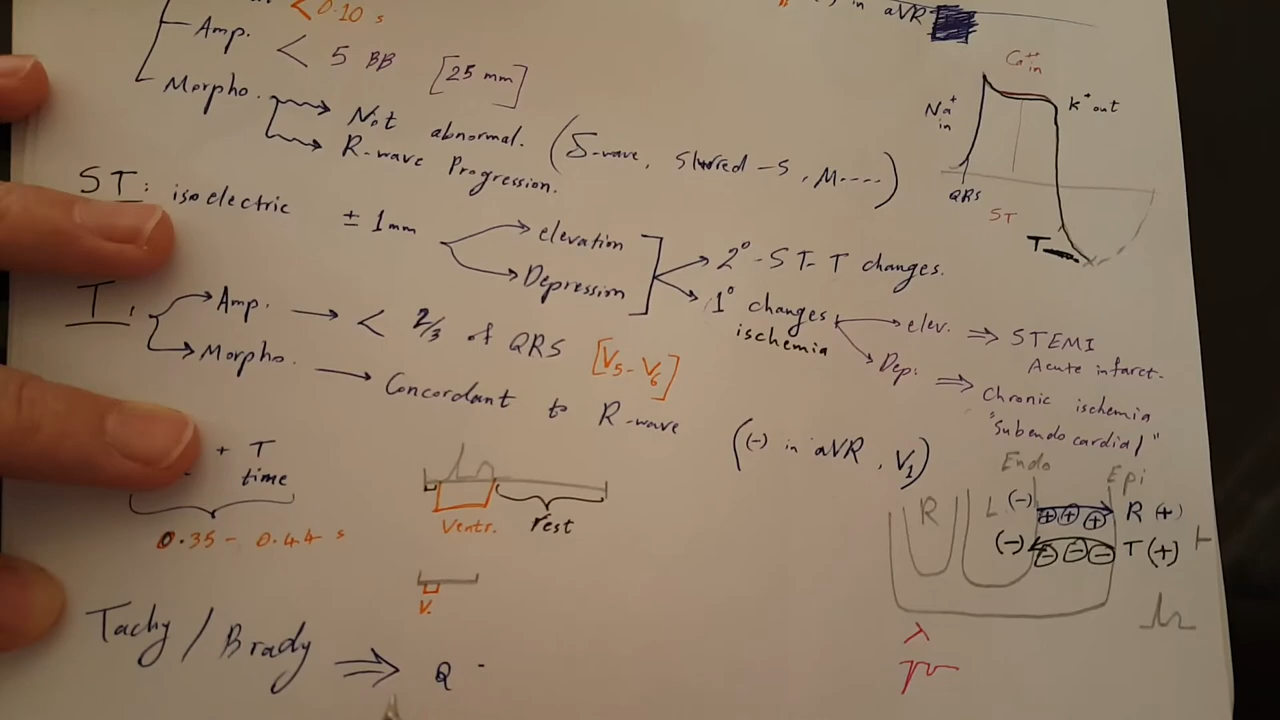 < 0.10 s
Amp. < 5 BB [25 mm]
Morpho. Not abnormal. (δ-wave, Slurred-S, M----)
R-wave Progression.
in aVR
Ca++ in
Na+ in
K+ out
QRS
ST
T
ST: isoelectric ± 1mm
elevation
Depression
2° - ST-T changes.
1° changes
ischemia
elev. ⇒ STEMI
Acute infarct.
Dep. ⇒ Chronic ischemia
"Subendocardial"
T: Amp. → < 2/3 of QRS [V5 - V6]
Morpho. → Concordant to R-wave ((-) in aVR, V1)
+ T
time
0.35 - 0.44 s
Ventr. rest
V.
Endo Epi
R L (-) + + + R (+)
(-) - - - T (+)
Tachy / Brady ⇒ Q